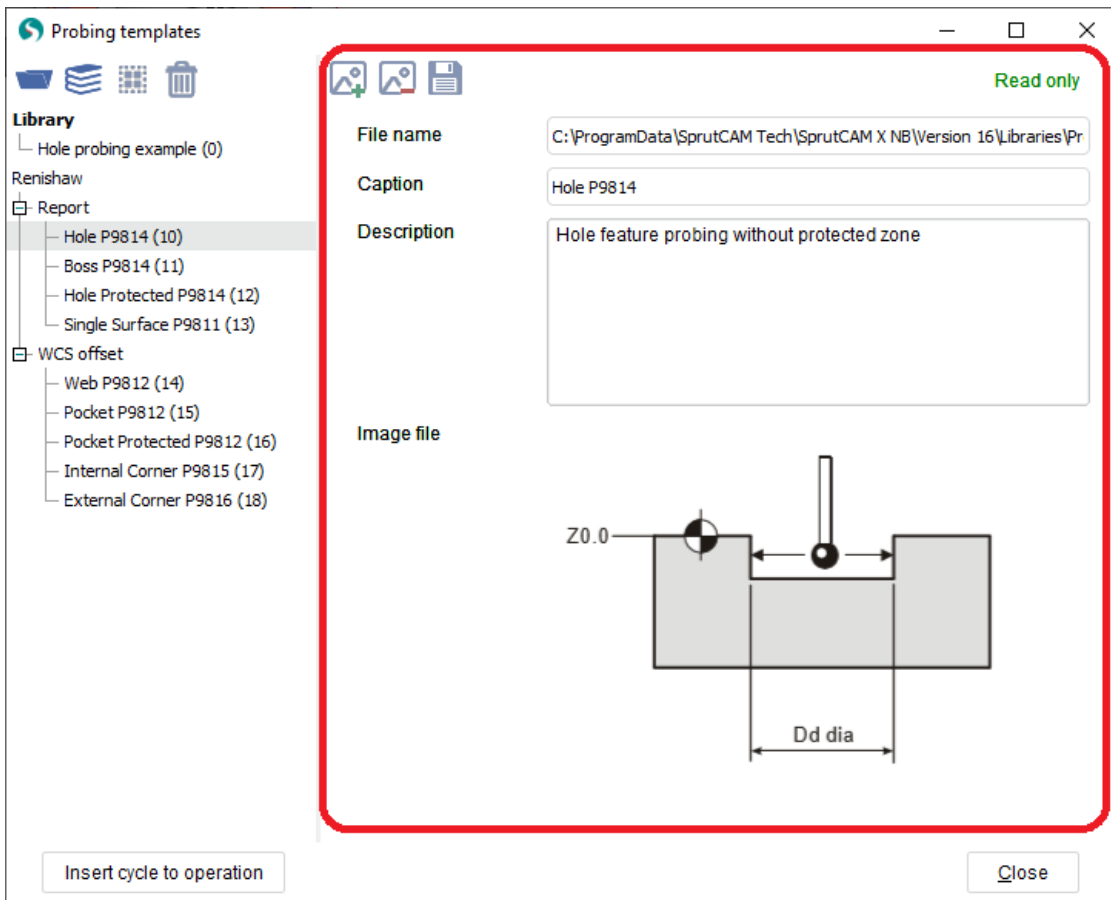 Probing templates
Read only
Library
Hole probing example (0)
Renishaw
Report
Hole P9814 (10)
Boss P9814 (11)
Hole Protected P9814 (12)
Single Surface P9811 (13)
WCS offset
Web P9812 (14)
Pocket P9812 (15)
Pocket Protected P9812 (16)
Internal Corner P9815 (17)
External Corner P9816 (18)
File name
C:\ProgramData\SprutCAM Tech\SprutCAM X NB\Version 16\Libraries\Pr
Caption
Hole P9814
Description
Hole feature probing without protected zone
Image file
Z0.0
Dd dia
Insert cycle to operation
Close